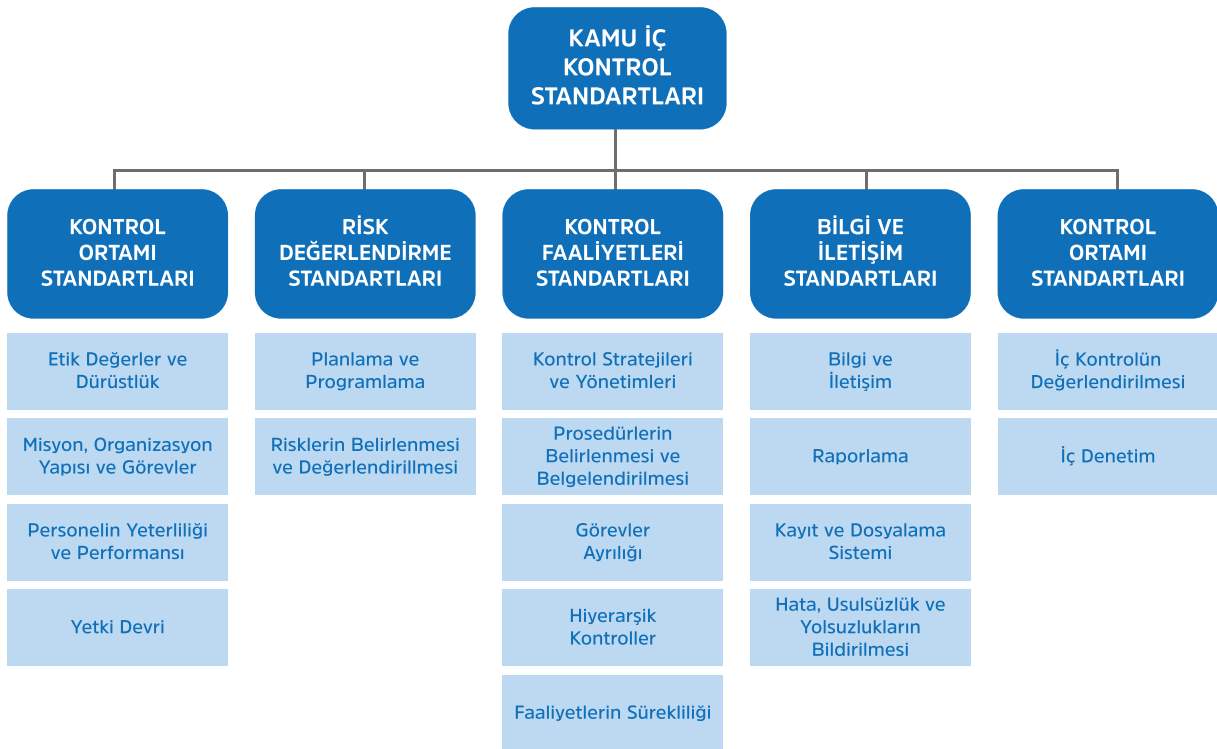 KAMU İÇ
KONTROL
STANDARTLARI
KONTROL
ORTAMI
STANDARTLARI
Etik Değerler ve
Dürüstlük
Misyon, Organizasyon
Yapısı ve Görevler
Personelin Yeterliliği
ve Performansı
Yetki Devri
RİSK
DEĞERLENDİRME
STANDARTLARI
Planlama ve
Programlama
Risklerin Belirlenmesi
ve Değerlendirillmesi
KONTROL
FAALİYETLERİ
STANDARTLARI
Kontrol Stratejileri
ve Yönetimleri
Prosedürlerin
Belirlenmesi ve
Belgelendirilmesi
Görevler
Ayrılığı
Hiyerarşik
Kontroller
Faaliyetlerin Sürekliliği
BİLGİ VE
İLETİŞİM
STANDARTLARI
Bilgi ve
İletişim
Raporlama
Kayıt ve Dosyalama
Sistemi
Hata, Usulsüzlük ve
Yolsuzlukların
Bildirilmesi
KONTROL
ORTAMI
STANDARTLARI
İç Kontrolün
Değerlendirilmesi
İç Denetim